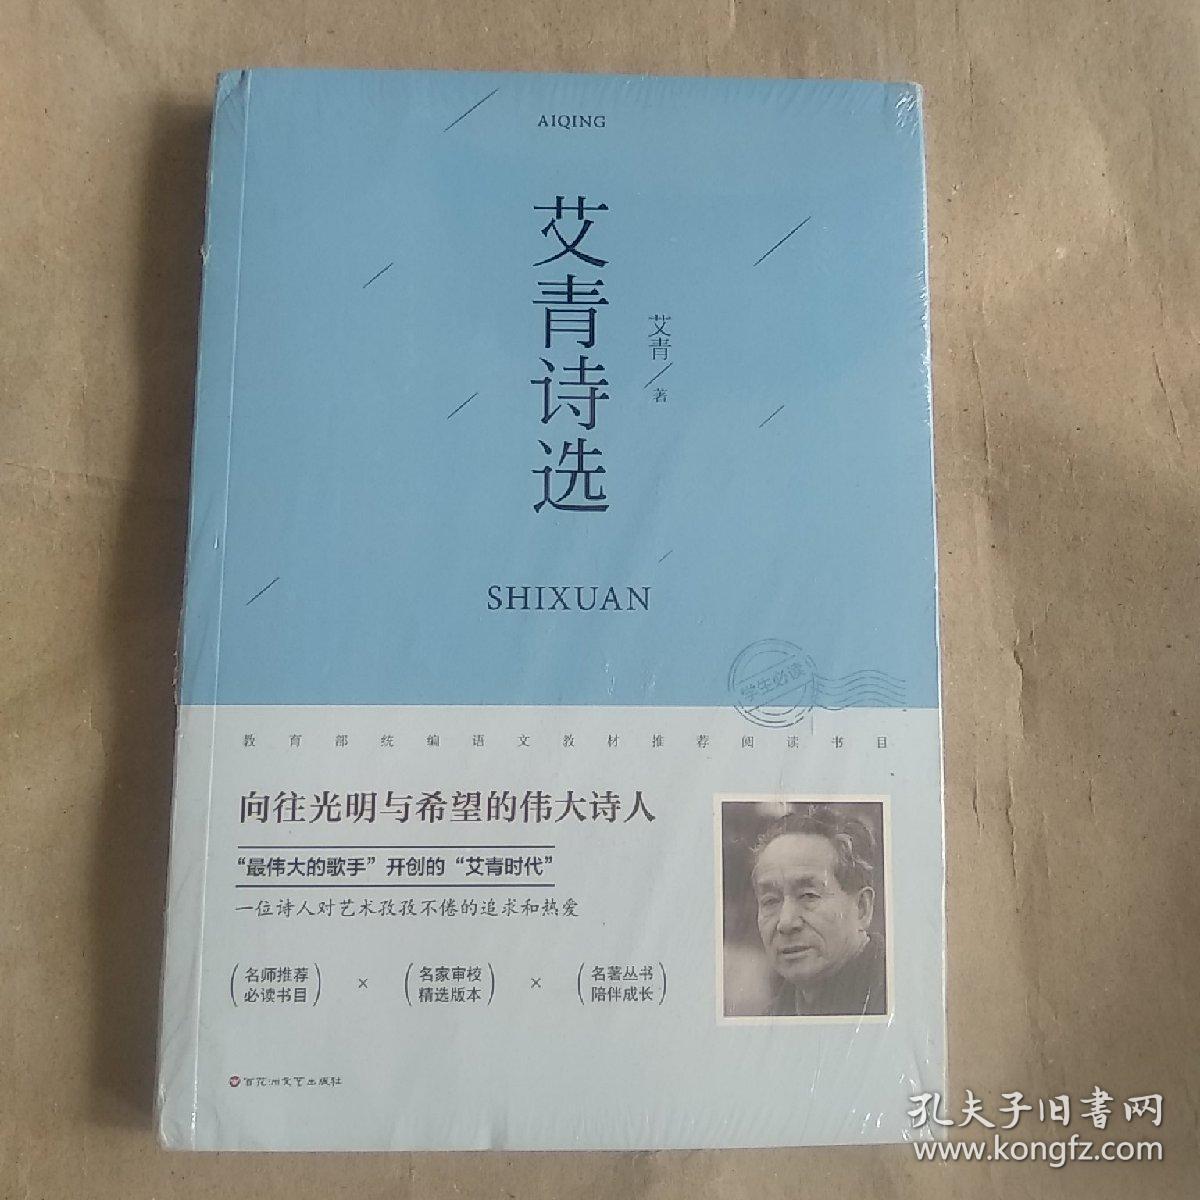 AIQING
艾青诗选
艾青/著
SHIXUAN
学生必读
教育部统编语文教材推荐阅读书目
向往光明与希望的伟大诗人
“最伟大的歌手”开创的“艾青时代”
一位诗人对艺术孜孜不倦的追求和热爱
(名师推荐
必读书目)
×
(名家审校
精选版本)
×
(名著丛书
陪伴成长)
百花洲文艺出版社
孔夫子旧书网
www.kongfz.com